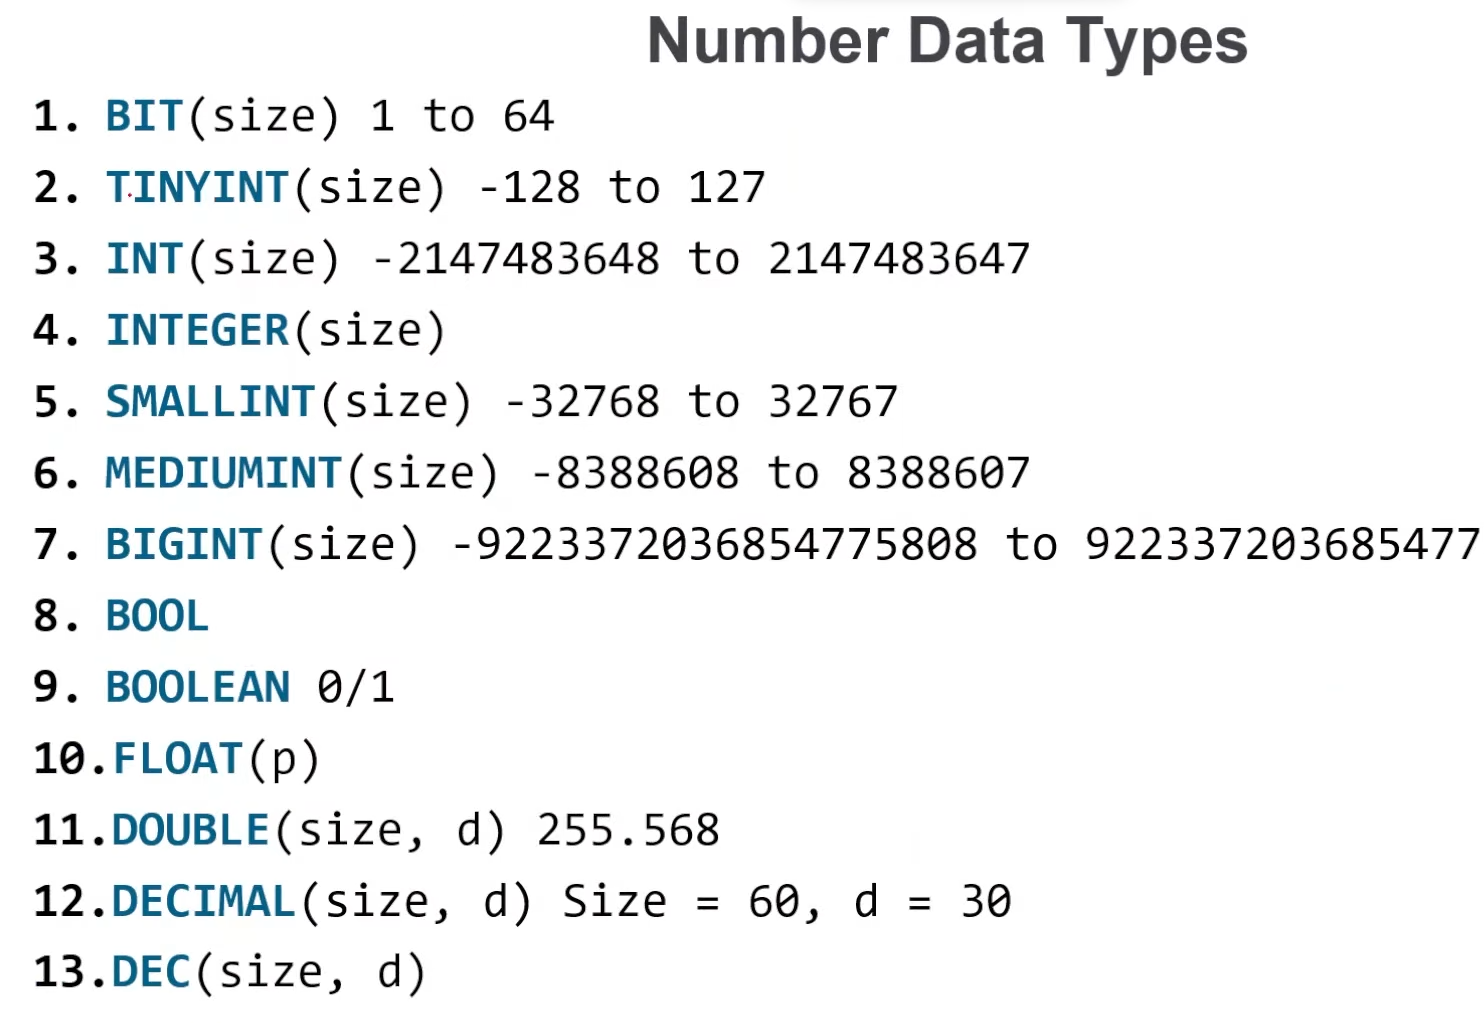 Number Data Types
1. BIT(size) 1 to 64
2. TINYINT(size) -128 to 127
3. INT(size) -2147483648 to 2147483647
4. INTEGER(size)
5. SMALLINT(size) -32768 to 32767
6. MEDIUMINT(size) -8388608 to 8388607
7. BIGINT(size) -9223372036854775808 to 922337203685477
8. BOOL
9. BOOLEAN 0/1
10.FLOAT(p)
11.DOUBLE(size, d) 255.568
12.DECIMAL(size, d) Size = 60, d = 30
13.DEC(size, d)